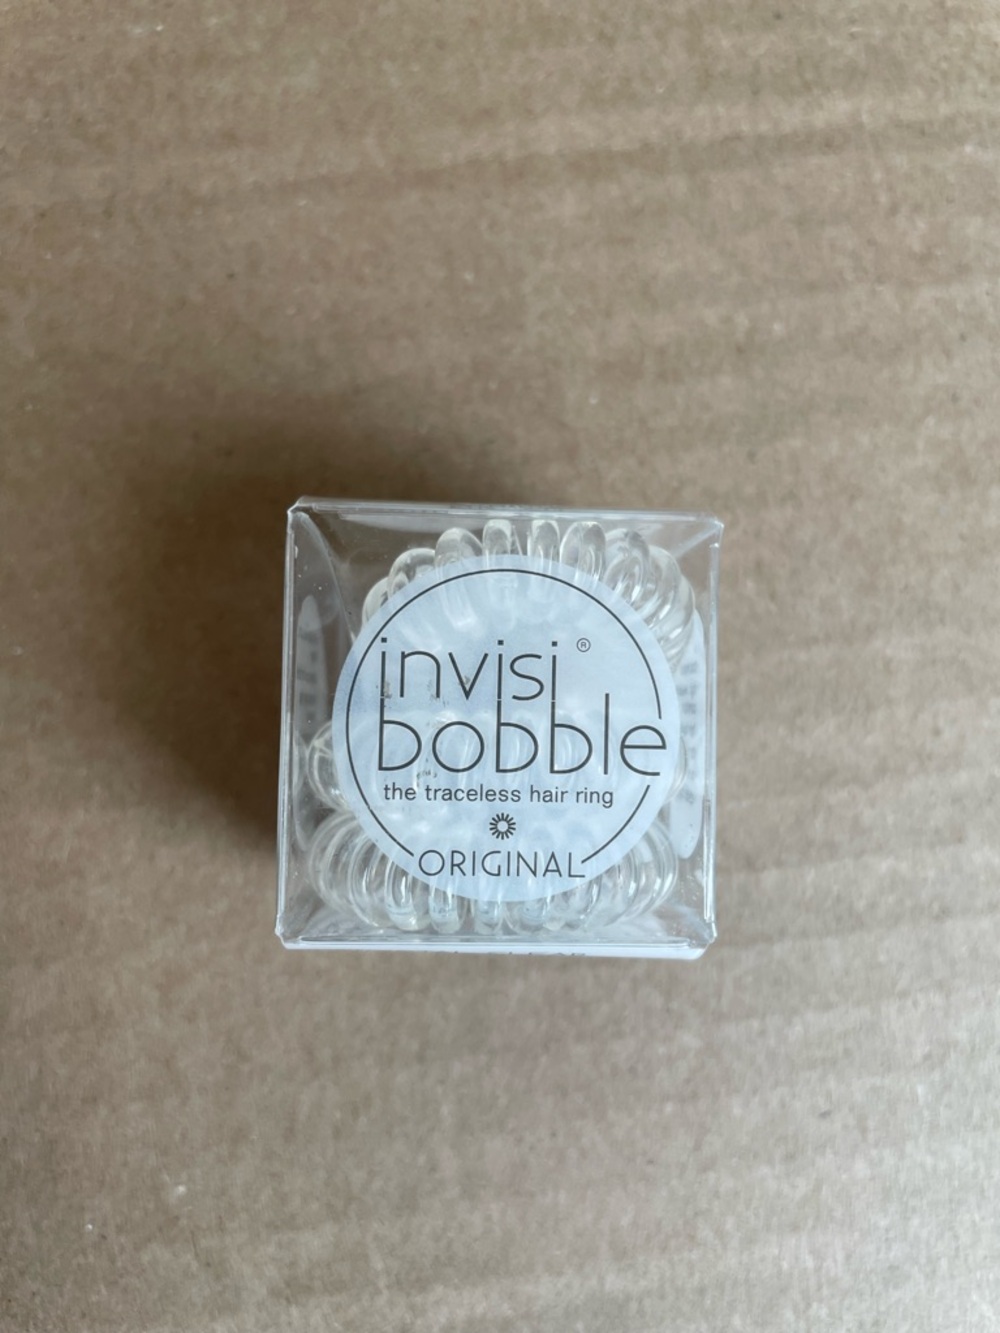 invisi®
bobble
the traceless hair ring
ORIGINAL